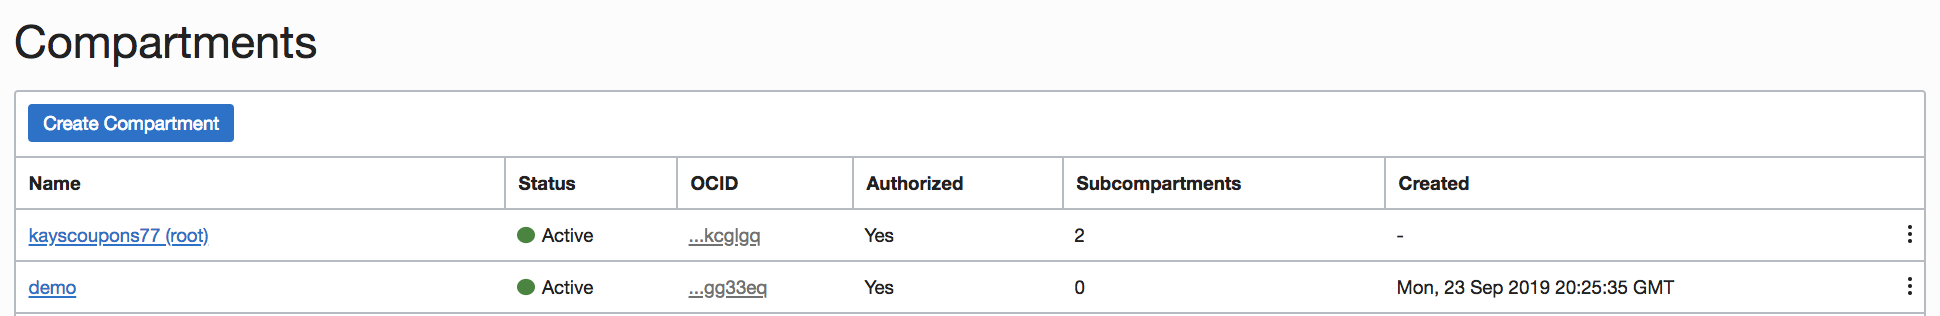 Compartments
Create Compartment
Name Status OCID Authorized Subcompartments Created
kayscoupons77 (root) Active ...kcglgq Yes 2 -
demo Active ...gg33eq Yes 0 Mon, 23 Sep 2019 20:25:35 GMT